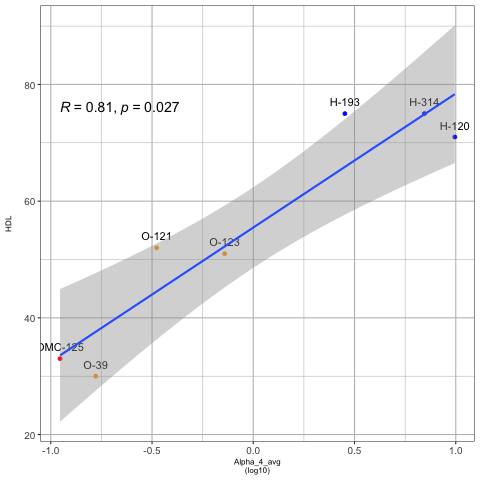 80
60
40
20
HDL
R = 0.81, p = 0.027
H-193
H-314
H-120
O-121
O-123
OMC-125
O-39
-1.0
-0.5
0.0
0.5
1.0
Alpha_4_avg
(log10)